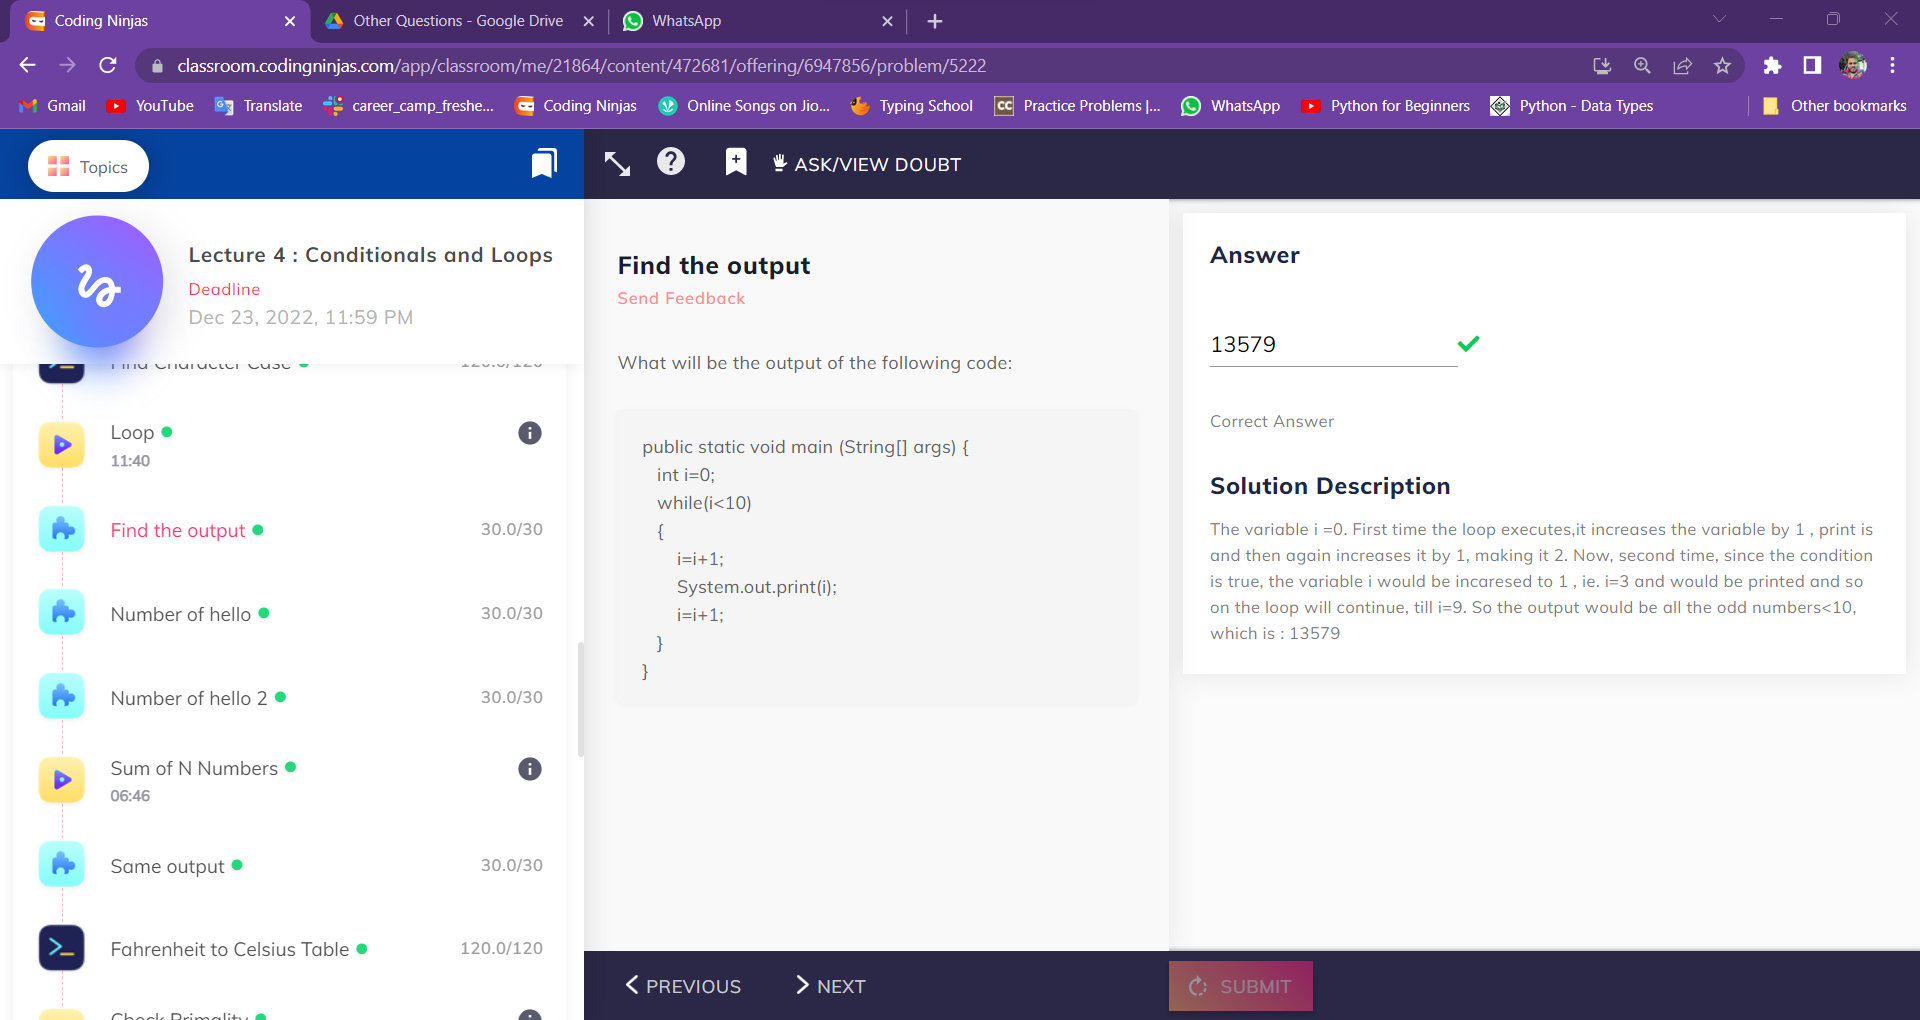 Coding Ninjas
Other Questions - Google Drive
WhatsApp
classroom.codingninjas.com/app/classroom/me/21864/content/472681/offering/6947856/problem/5222
Gmail
YouTube
Translate
career_camp_freshe...
Coding Ninjas
Online Songs on Jio...
Typing School
CC
Practice Problems |...
WhatsApp
Python for Beginners
Python - Data Types
Other bookmarks
Topics
ASK/VIEW DOUBT
Lecture 4 : Conditionals and Loops
Deadline
Dec 23, 2022, 11:59 PM
Find Character Case
120.0/120
Loop
11:40
Find the output
30.0/30
Number of hello
30.0/30
Number of hello 2
30.0/30
Sum of N Numbers
06:46
Same output
30.0/30
Fahrenheit to Celsius Table
120.0/120
Check Primality
Find the output
Send Feedback
What will be the output of the following code:
public static void main (String[] args) {
int i=0;
while(i<10)
{
i=i+1;
System.out.print(i);
i=i+1;
}
}
PREVIOUS
NEXT
Answer
13579
Correct Answer
Solution Description
The variable i =0. First time the loop executes,it increases the variable by 1 , print is
and then again increases it by 1, making it 2. Now, second time, since the condition
is true, the variable i would be incaresed to 1 , ie. i=3 and would be printed and so
on the loop will continue, till i=9. So the output would be all the odd numbers<10,
which is : 13579
SUBMIT